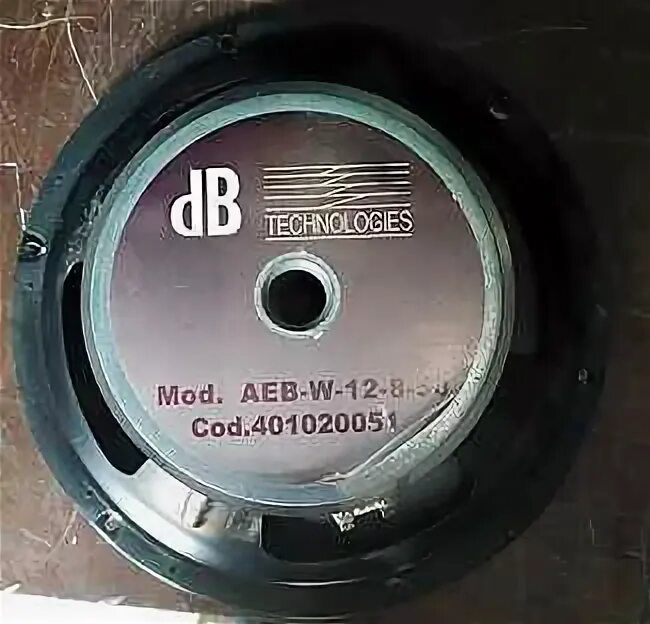 dB
TECHNOLOGIES
Mod. AEB-W-12-8-
Cod.401020051